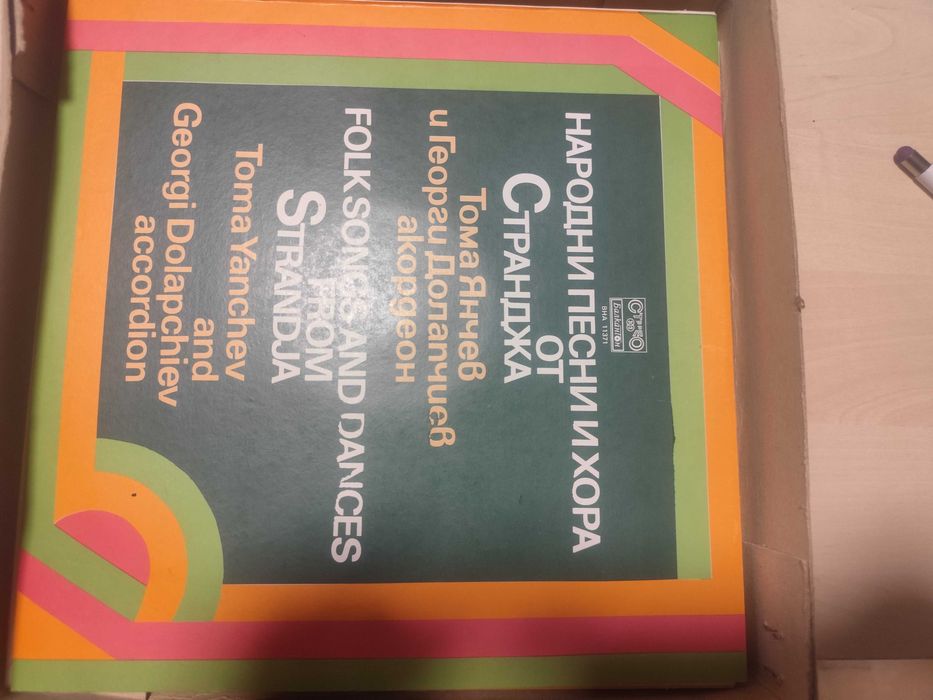 СТЕРЕО
Балкантон
ВНА 11371
НАРОДНИ ПЕСНИ И ХОРА
ОТ
СТРАНДЖА
Тома Янчев
и Георги Долапчиев
акордеон
FOLK SONGS AND DANCES
FROM
STRANDJA
Toma Yanchev
and
Georgi Dolapchiev
accordion